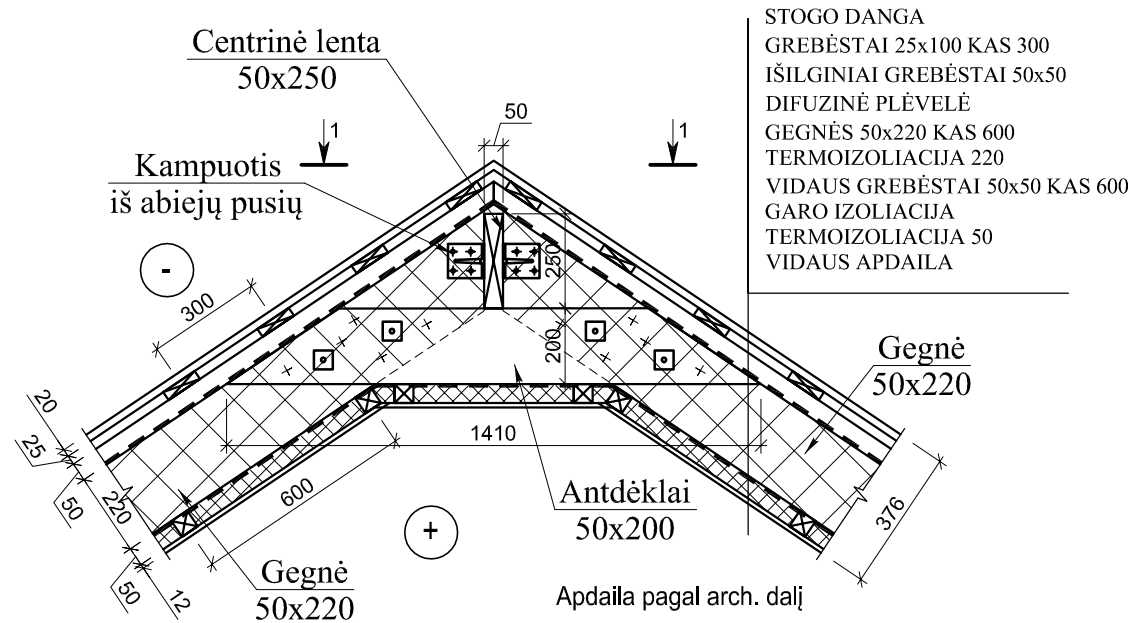 STOGO DANGA
GREBĖSTAI 25x100 KAS 300
IŠILGINIAI GREBĖSTAI 50x50
DIFUZINĖ PLĖVELĖ
GEGNĖS 50x220 KAS 600
TERMOIZOLIACIJA 220
VIDAUS GREBĖSTAI 50x50 KAS 600
GARO IZOLIACIJA
TERMOIZOLIACIJA 50
VIDAUS APDAILA
Centrinė lenta
50x250
50
1
1
Kampuotis
iš abiejų pusių
-
250
300
200
Gegnė
50x220
20
25
50
220
50
12
1410
600
376
Antdėklai
50x200
+
Gegnė
50x220
Apdaila pagal arch. dalį